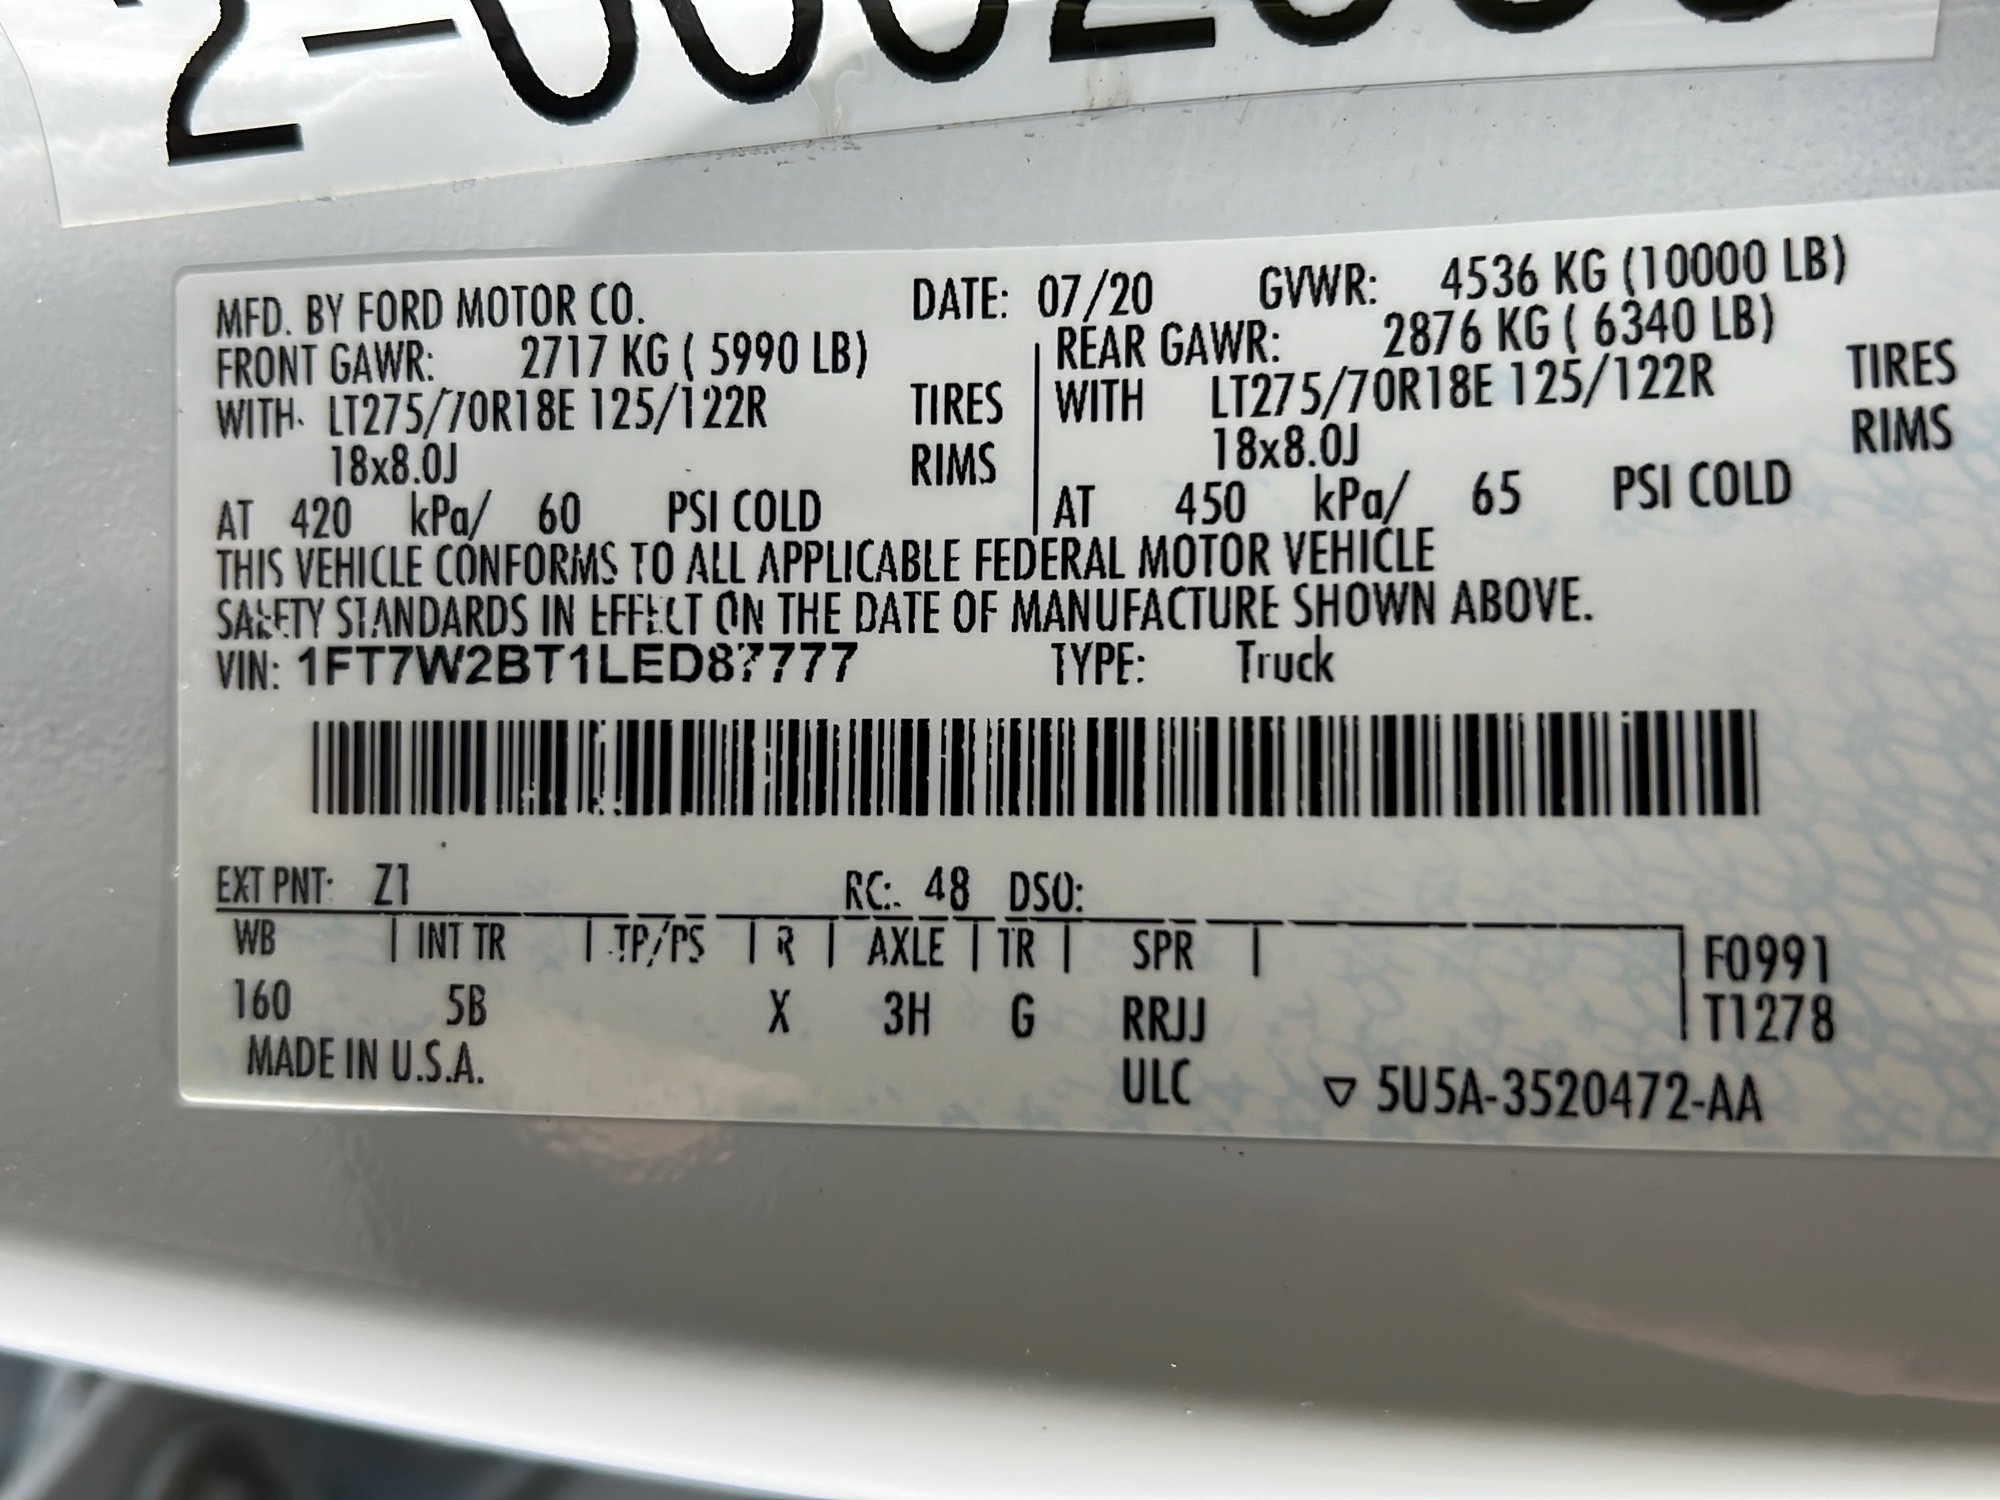 MFD. BY FORD MOTOR CO. DATE: 07/20 GVWR: 4536 KG (10000 LB)
FRONT GAWR: 2717 KG ( 5990 LB) REAR GAWR: 2876 KG ( 6340 LB)
WITH LT275/70R18E 125/122R TIRES WITH LT275/70R18E 125/122R TIRES
18x8.0J RIMS 18x8.0J RIMS
AT 420 kPa/ 60 PSI COLD AT 450 kPa/ 65 PSI COLD
THIS VEHICLE CONFORMS TO ALL APPLICABLE FEDERAL MOTOR VEHICLE
SAFETY STANDARDS IN EFFECT ON THE DATE OF MANUFACTURE SHOWN ABOVE.
VIN: 1FT7W2BT1LED87777 TYPE: Truck
EXT PNT: Z1 RC: 48 DSO:
WB | INT TR | TP/PS | R | AXLE | TR | SPR | F0991
160 5B X 3H G RRJJ T1278
MADE IN U.S.A. ULC ▽ 5U5A-3520472-AA